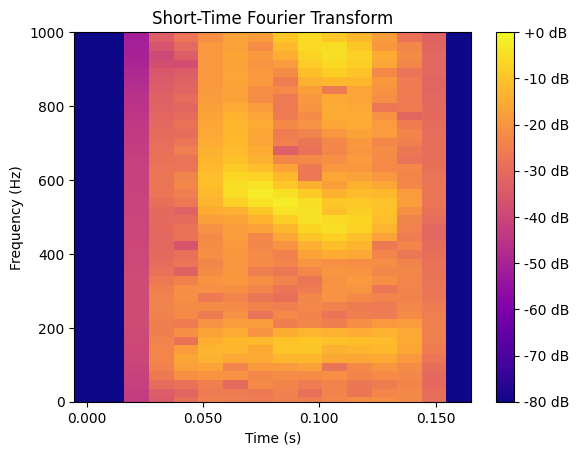 Short-Time Fourier Transform
1000
800
600
400
200
0
Frequency (Hz)
0.000
0.050
0.100
0.150
Time (s)
+0 dB
-10 dB
-20 dB
-30 dB
-40 dB
-50 dB
-60 dB
-70 dB
-80 dB